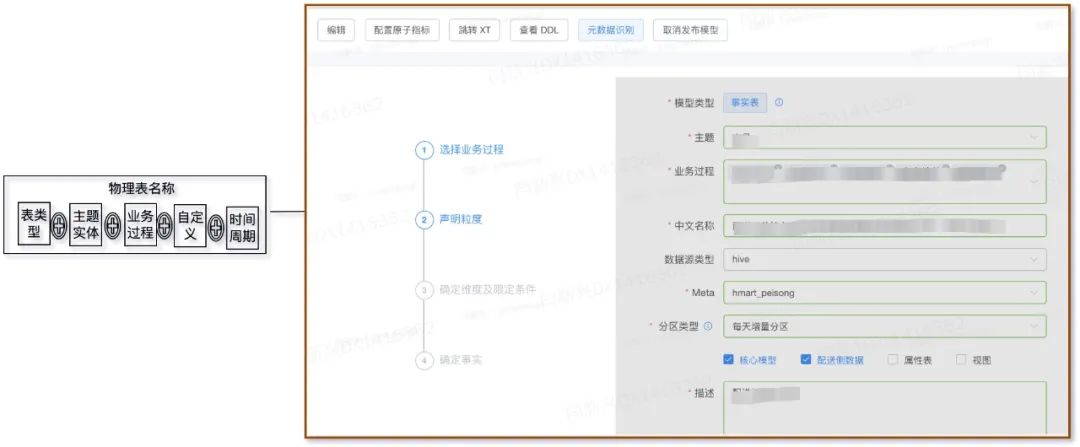 编辑
配置原子指标
跳转 XT
查看 DDL
元数据识别
取消发布模型
物理表名称
表类型
主题实体
业务过程
自定义
时间周期
1 选择业务过程
2 声明粒度
3 确定维度及限定条件
4 确定事实
* 模型类型 事实表
* 主题
* 业务过程
* 中文名称
数据源类型 hive
* Meta hmart_peisong
* 分区类型 每天增量分区
核心模型 配送侧数据 属性表 视图
* 描述